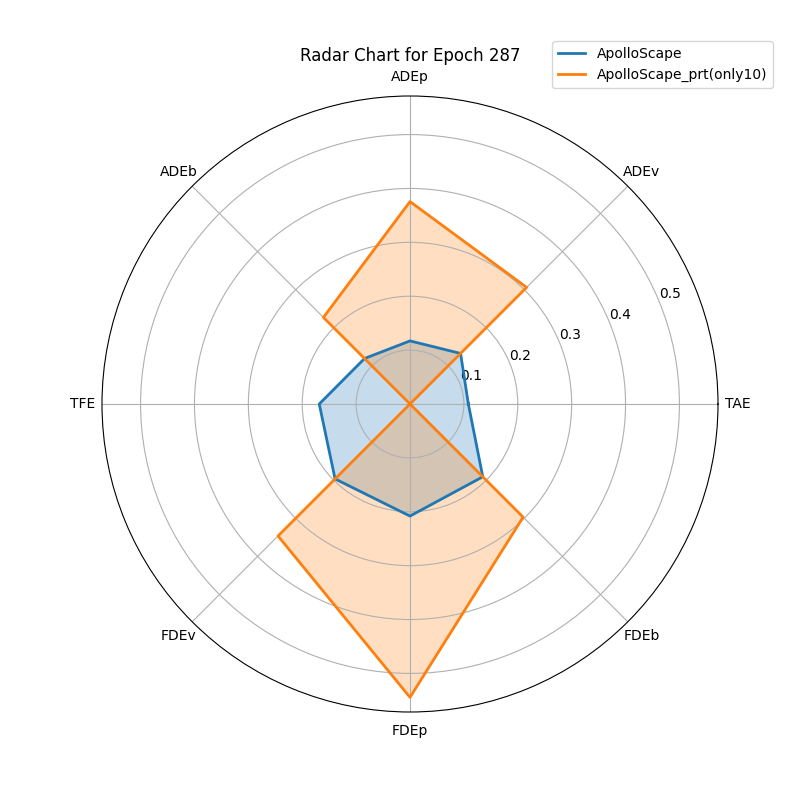 Radar Chart for Epoch 287
ApolloScape
ApolloScape_prt(only10)
ADEp
ADEb
ADEv
0.5
0.4
0.3
0.2
0.1
TFE
TAE
FDEv
FDEb
FDEp